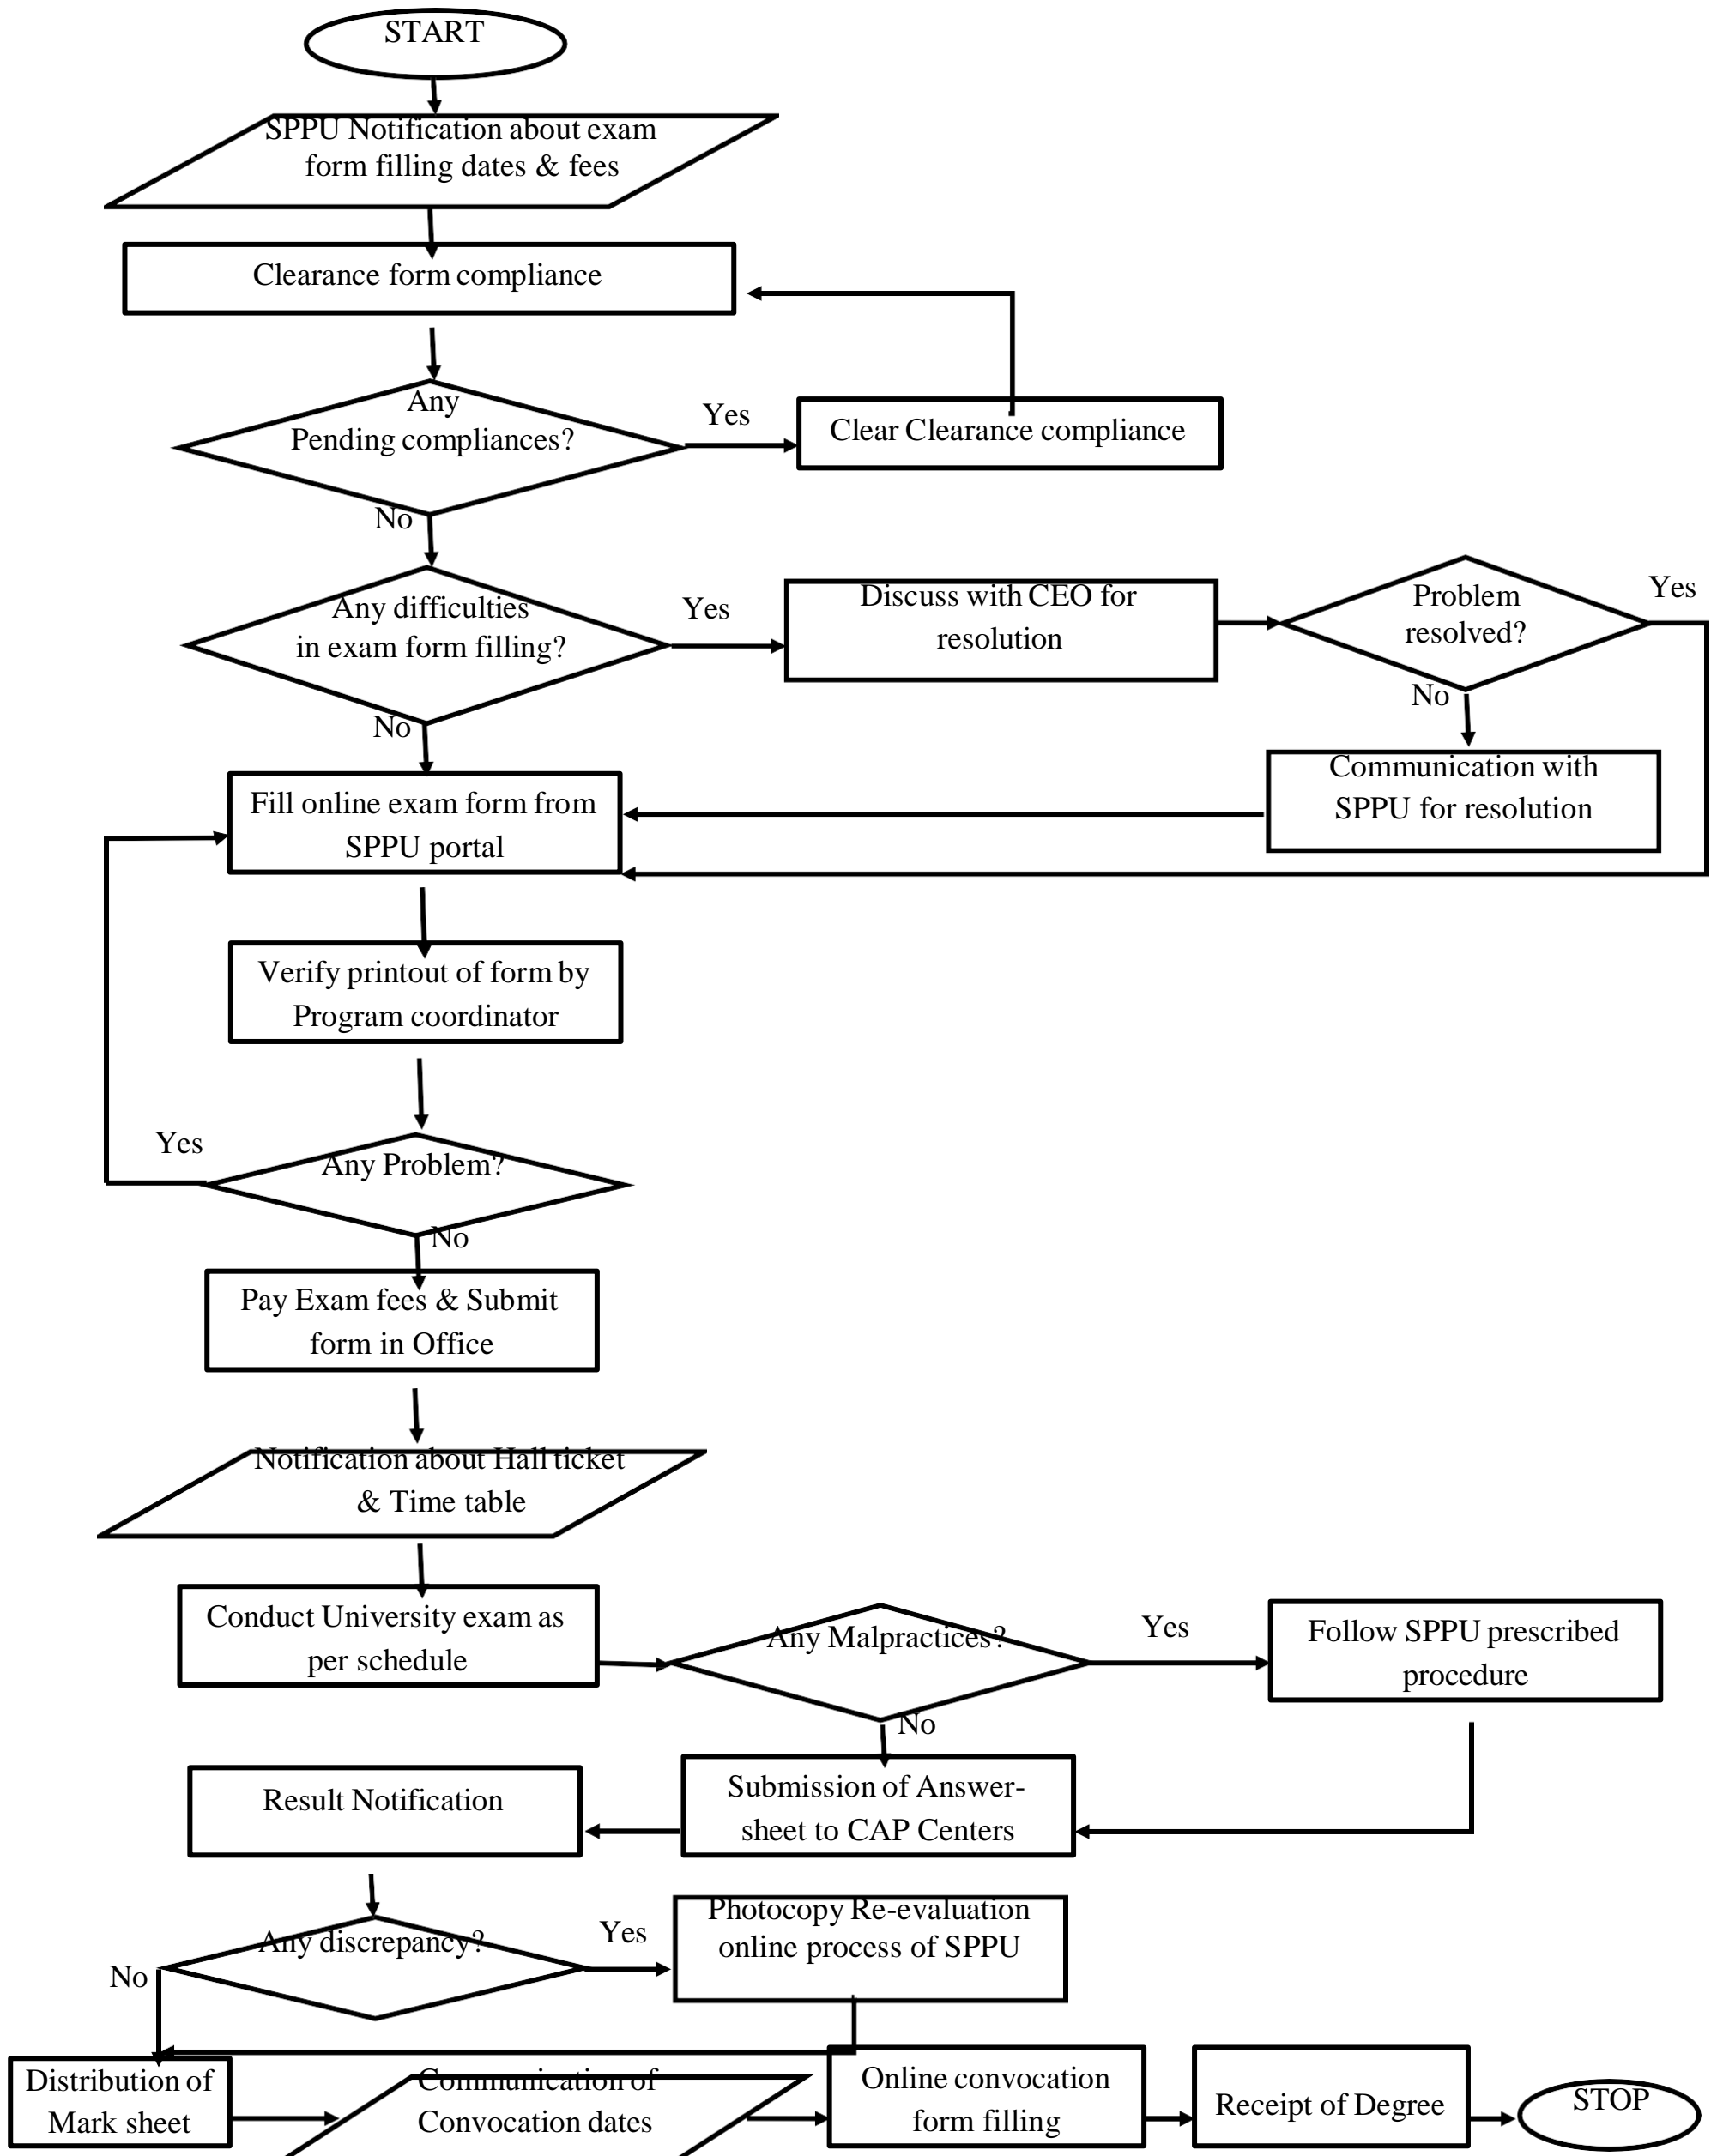 START
SPPU Notification about exam
form filling dates & fees
Clearance form compliance
Any
Pending compliances?
Yes
Clear Clearance compliance
No
Any difficulties
in exam form filling?
Yes
Discuss with CEO for
resolution
Problem
resolved?
Yes
No
No
Communication with
SPPU for resolution
Fill online exam form from
SPPU portal
Verify printout of form by
Program coordinator
Yes
Any Problem?
No
Pay Exam fees & Submit
form in Office
Notification about Hall ticket
& Time table
Conduct University exam as
per schedule
Any Malpractices?
Yes
Follow SPPU prescribed
procedure
No
Submission of Answer-
sheet to CAP Centers
Result Notification
Any discrepancy?
Yes
Photocopy Re-evaluation
online process of SPPU
No
Distribution of
Mark sheet
Communication of
Convocation dates
Online convocation
form filling
Receipt of Degree
STOP